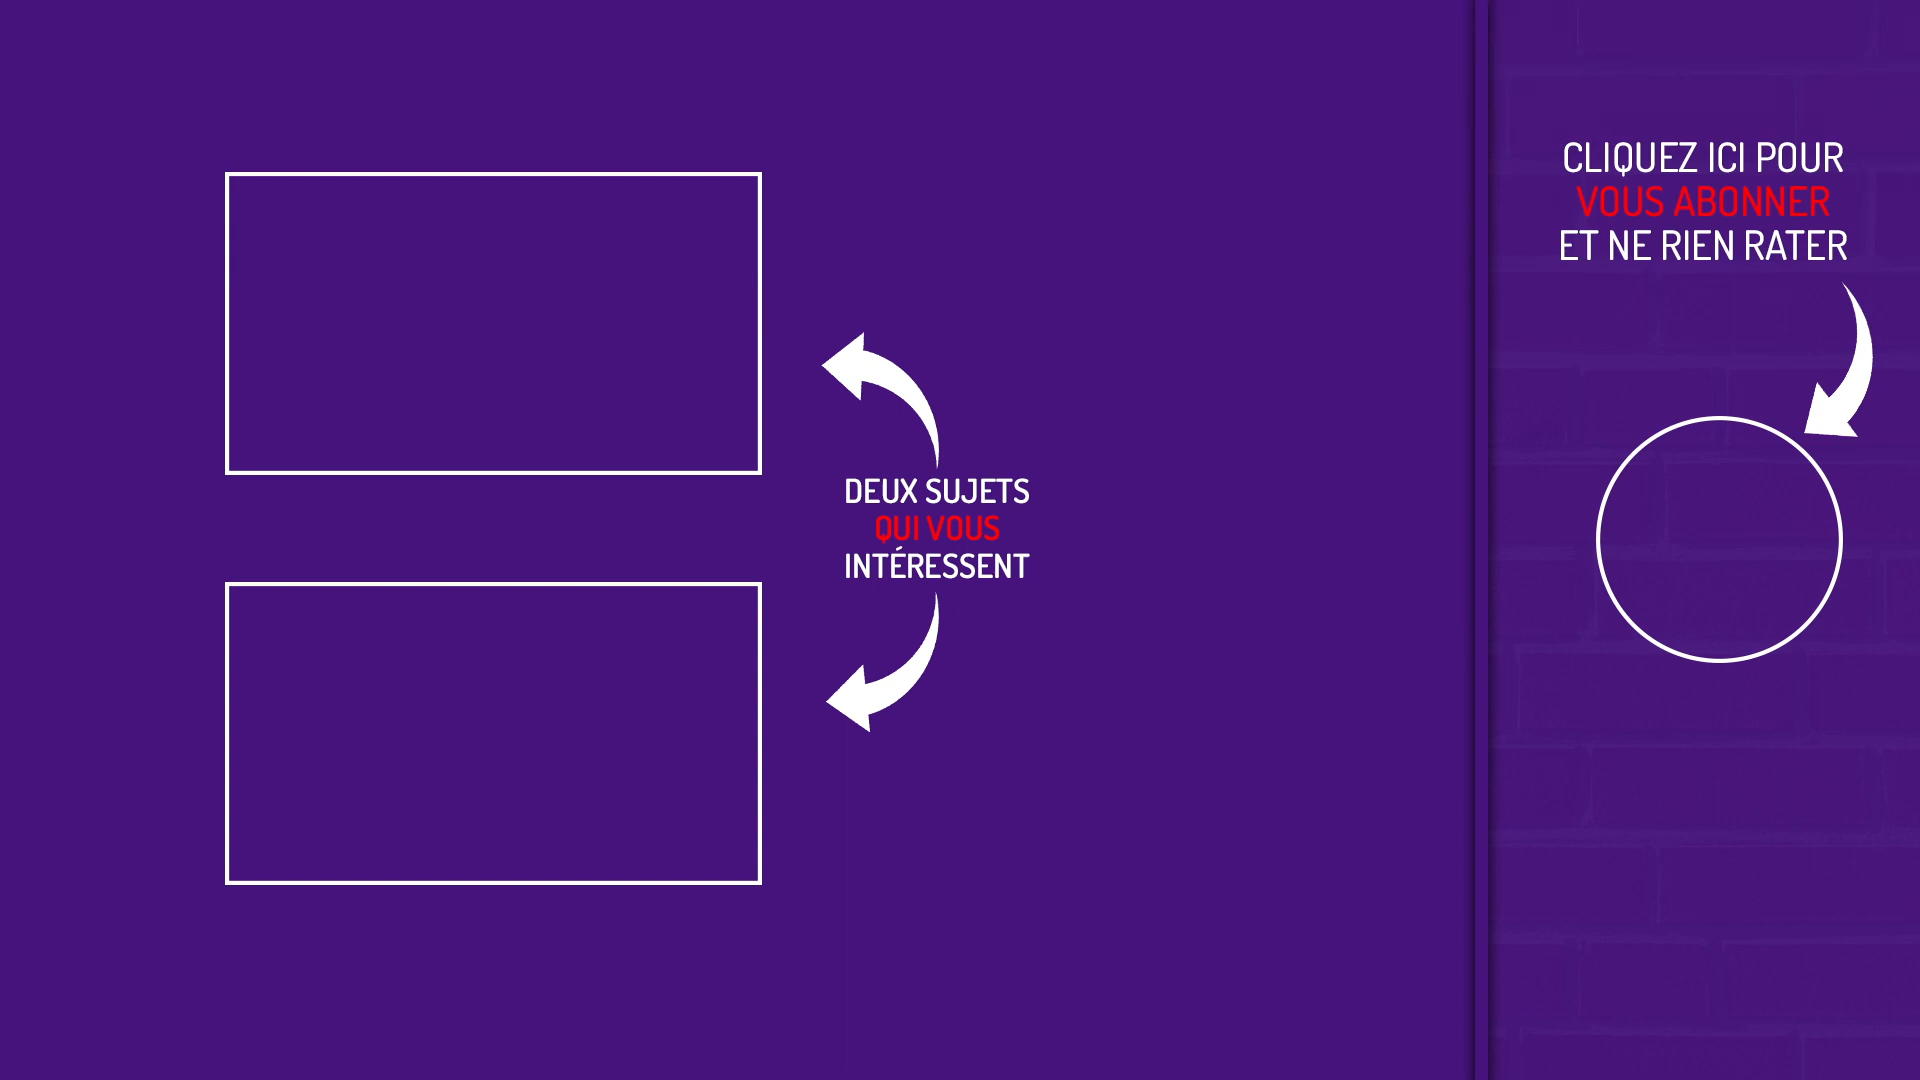 CLIQUEZ ICI POUR
VOUS ABONNER
ET NE RIEN RATER
DEUX SUJETS
QUI VOUS
INTÉRESSENT